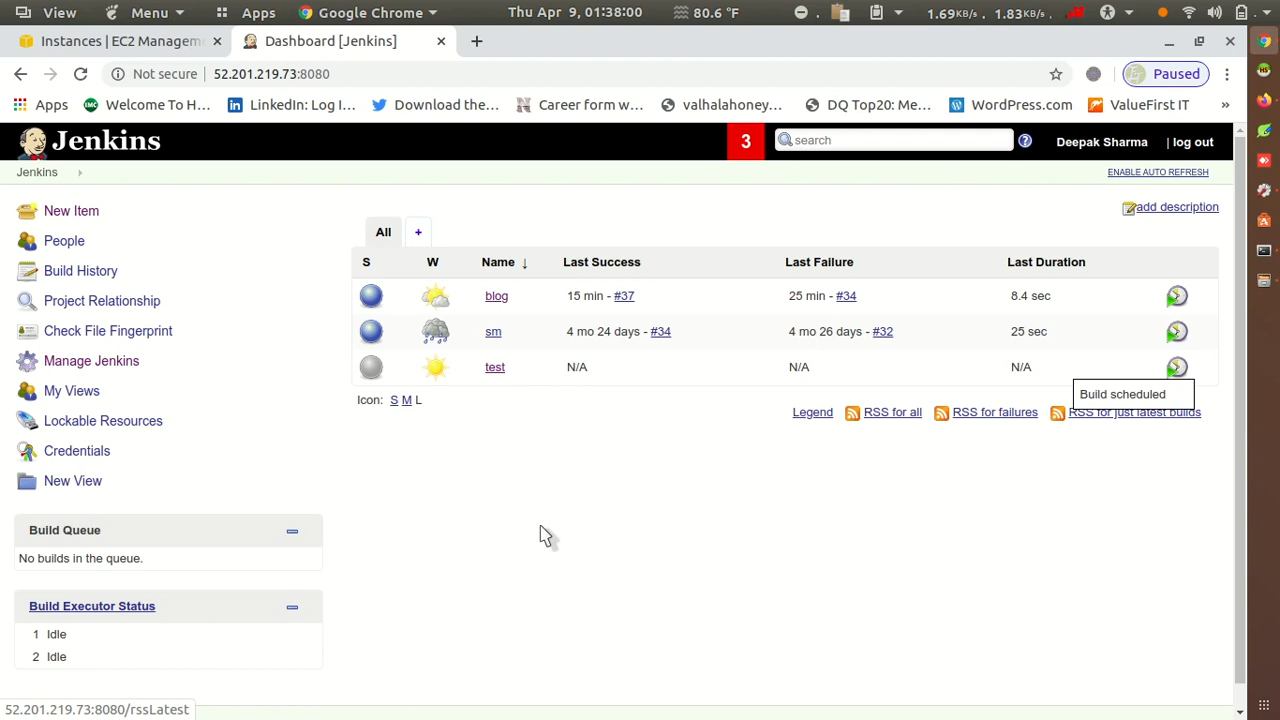 View Menu Apps Google Chrome Thu Apr 9, 01:38:00 80.6 °F 1.69KB/s 1.83KB/s
Instances | EC2 Managem Dashboard [Jenkins]
Not secure 52.201.219.73:8080 Paused
Apps Welcome To H... LinkedIn: Log I... Download the... Career form w... valhalahoney... DQ Top20: Me... WordPress.com ValueFirst IT »
Jenkins 3 search Deepak Sharma | log out
Jenkins ENABLE AUTO REFRESH
add description
New Item
People
Build History
Project Relationship
Check File Fingerprint
Manage Jenkins
My Views
Lockable Resources
Credentials
New View
All +
S W Name ↓ Last Success Last Failure Last Duration
blog 15 min - #37 25 min - #34 8.4 sec
sm 4 mo 24 days - #34 4 mo 26 days - #32 25 sec
test N/A N/A N/A
Build scheduled
Icon: S M L
Legend RSS for all RSS for failures RSS for just latest builds
Build Queue
No builds in the queue.
Build Executor Status
1 Idle
2 Idle
52.201.219.73:8080/rssLatest